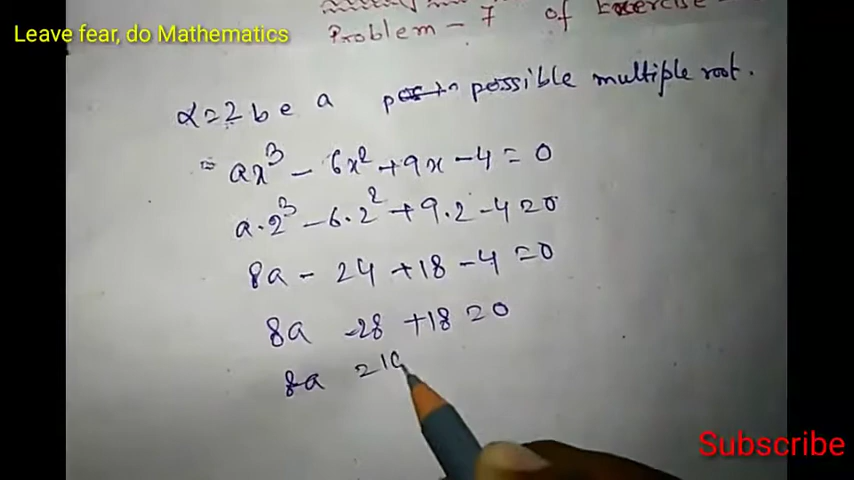 Leave fear, do Mathematics
Problem - 7 of Exercise
α = 2 be a possible multiple root.
= ax³ - 6x² + 9x - 4 = 0
a·2³ - 6·2² + 9·2 - 4 = 0
8a - 24 + 18 - 4 = 0
8a - 28 + 18 = 0
8a = 10
Subscribe